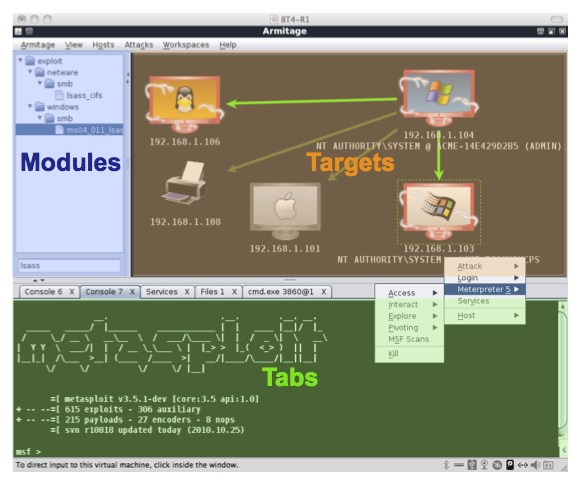 BT4-R1
Armitage
Armitage View Hosts Attacks Workspaces Help
exploit
netware
smb
lsass_cifs
windows
smb
ms04_011_lsas
Modules
lsass
192.168.1.106
192.168.1.104
NT AUTHORITY\SYSTEM @ ACME-14E429D2B5 (ADMIN)
Targets
192.168.1.108
192.168.1.101
192.168.1.103
NT AUTHORITY\SYSTEM
CPS
Attack
Login
Meterpreter 5
Services
Host
Access
Interact
Explore
Pivoting
MSF Scans
Kill
Console 6 X Console 7 X Services X Files 1 X cmd.exe 3860@1 X
metasploit
Tabs
=[ metasploit v3.5.1-dev [core:3.5 api:1.0]
+ -- --=[ 615 exploits - 306 auxiliary
+ -- --=[ 215 payloads - 27 encoders - 8 nops
=[ svn r10818 updated today (2010.10.25)
msf >
To direct input to this virtual machine, click inside the window.